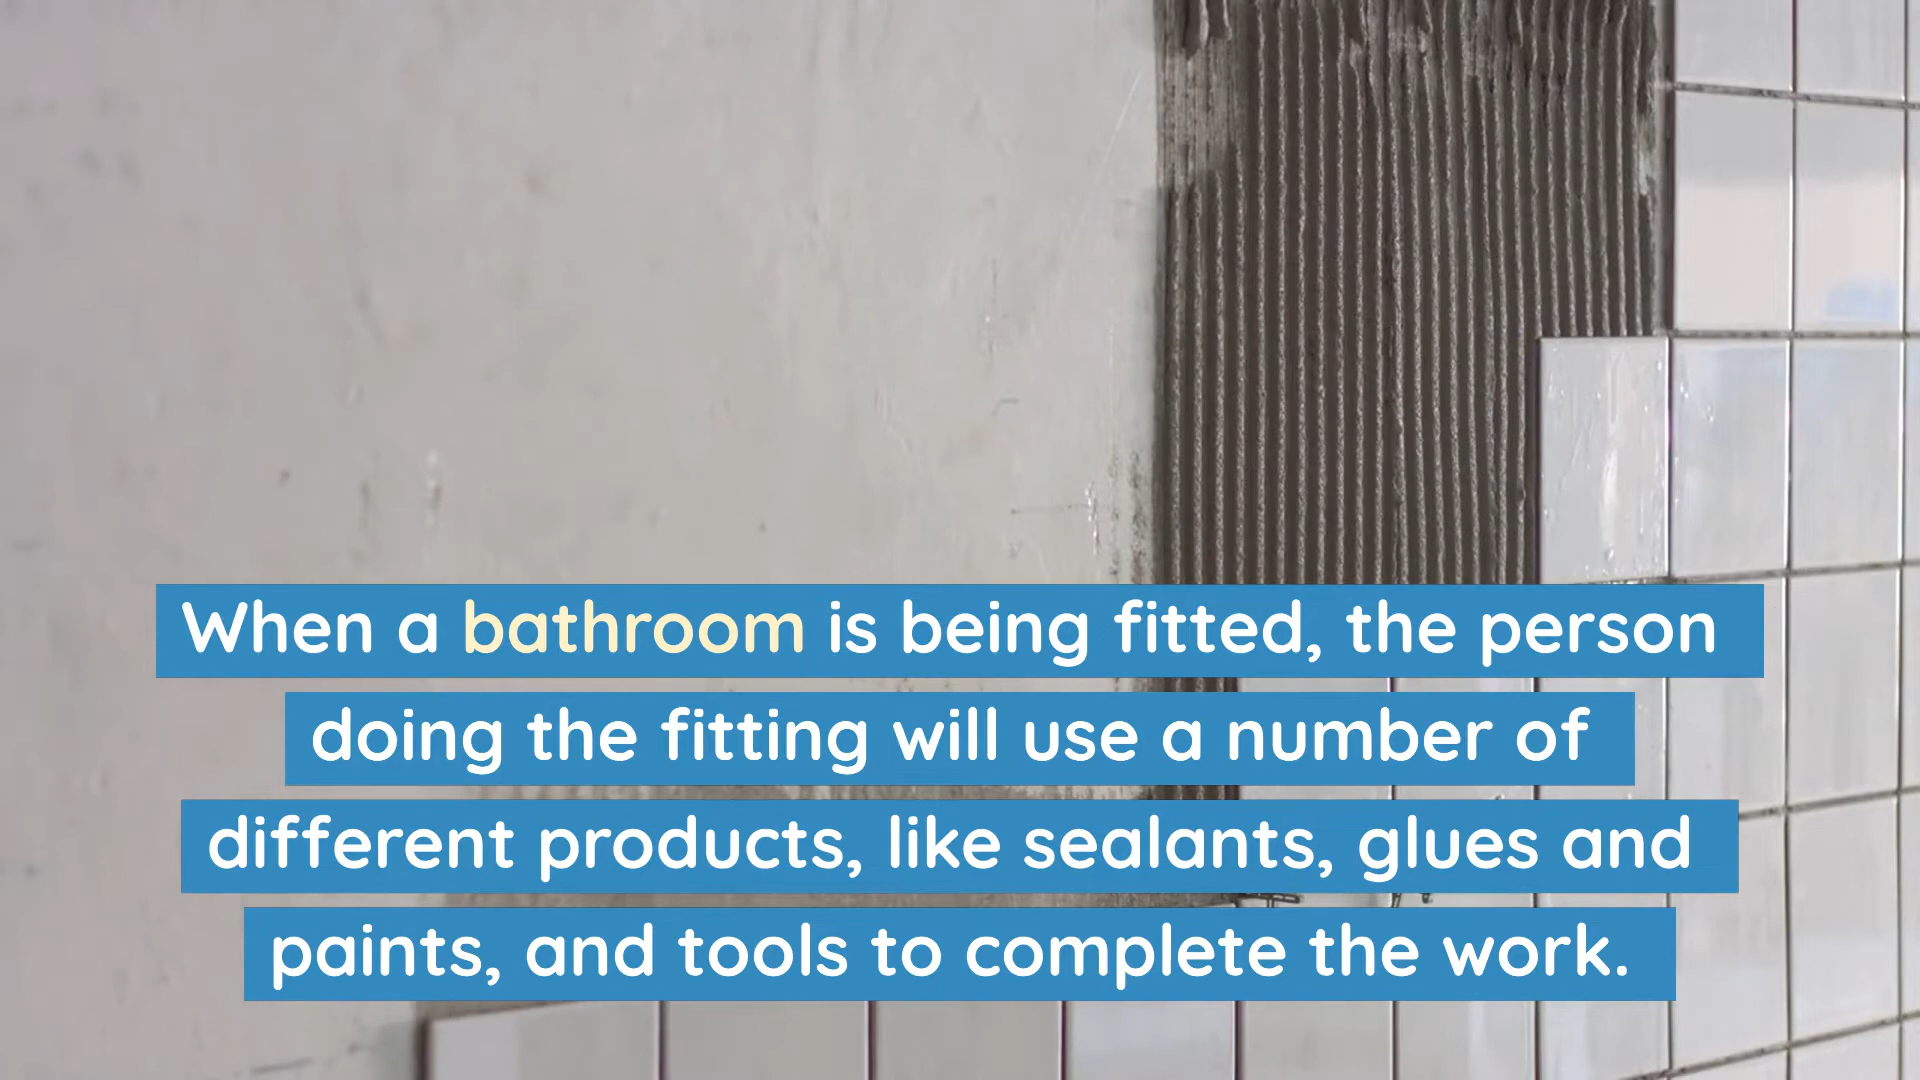 When a bathroom is being fitted, the person
doing the fitting will use a number of
different products, like sealants, glues and
paints, and tools to complete the work.